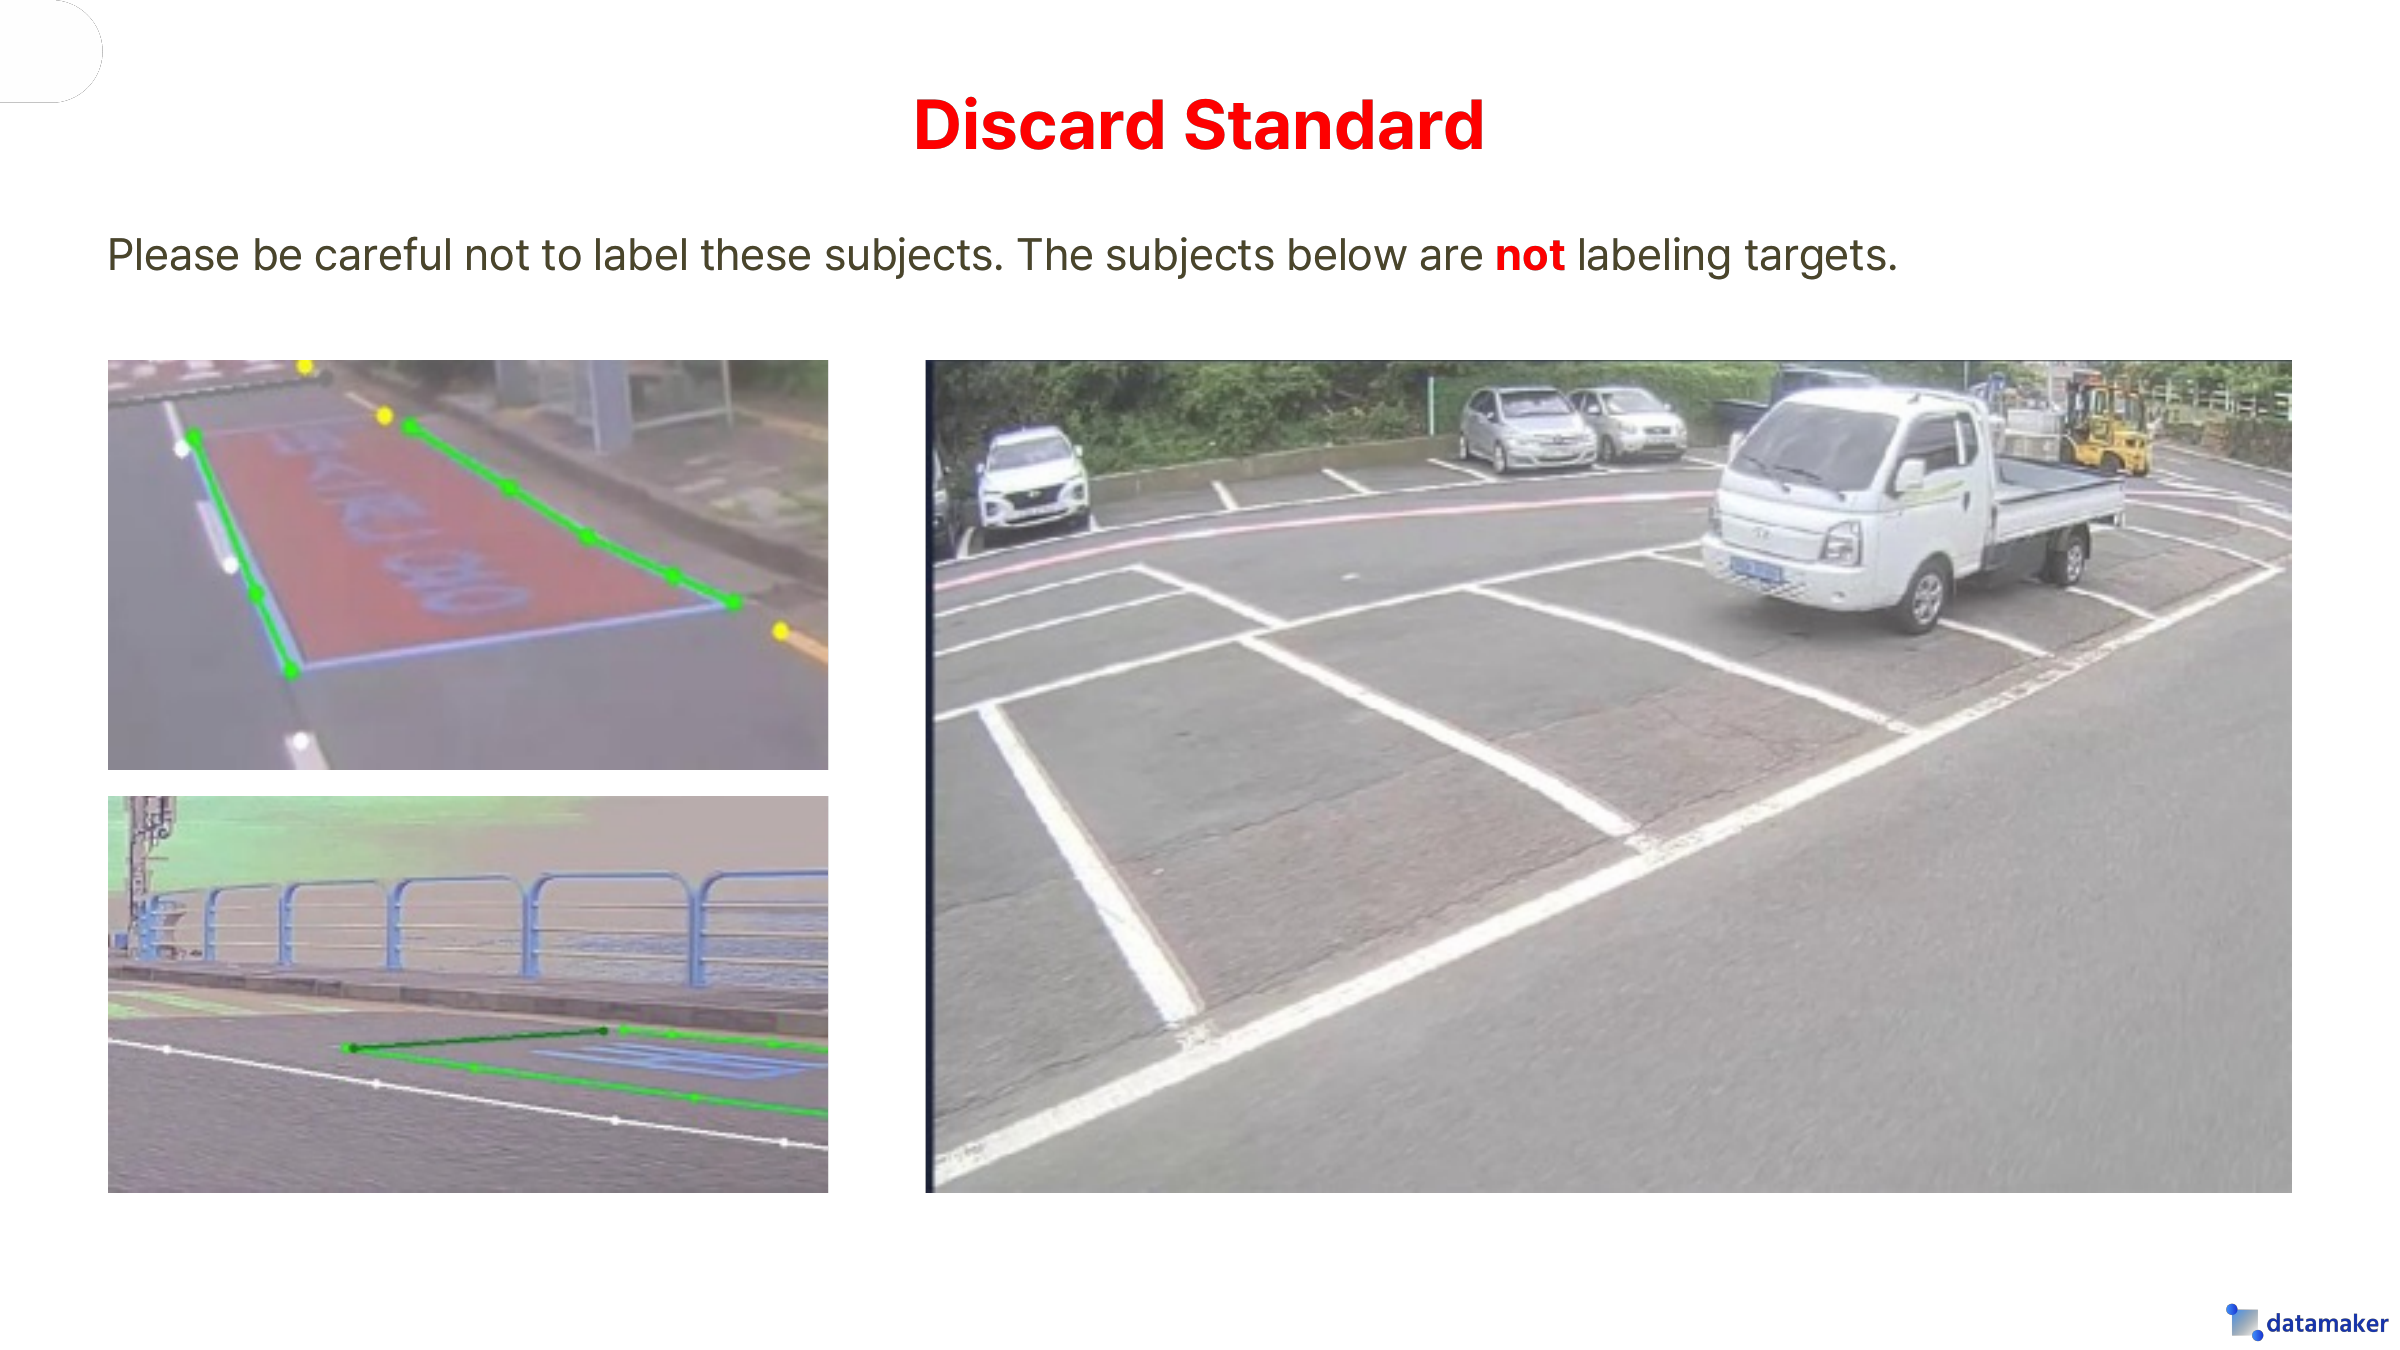 Discard Standard
Please be careful not to label these subjects. The subjects below are not labeling targets.
datamaker